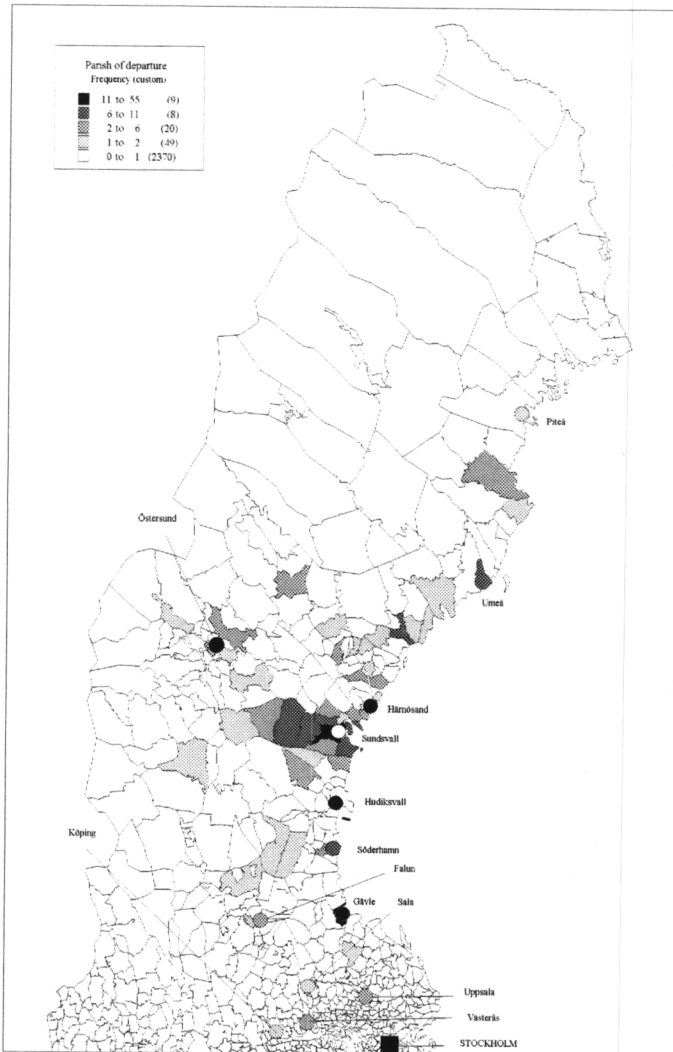 Parish of departure
Frequency (custom)
11 to 55 (9)
6 to 11 (8)
2 to 6 (20)
1 to 2 (49)
0 to 1 (2370)
Piteå
Östersund
Umeå
Härnösand
Sundsvall
Hudiksvall
Köping
Söderhamn
Falun
Gävle
Sala
Uppsala
Västerås
STOCKHOLM